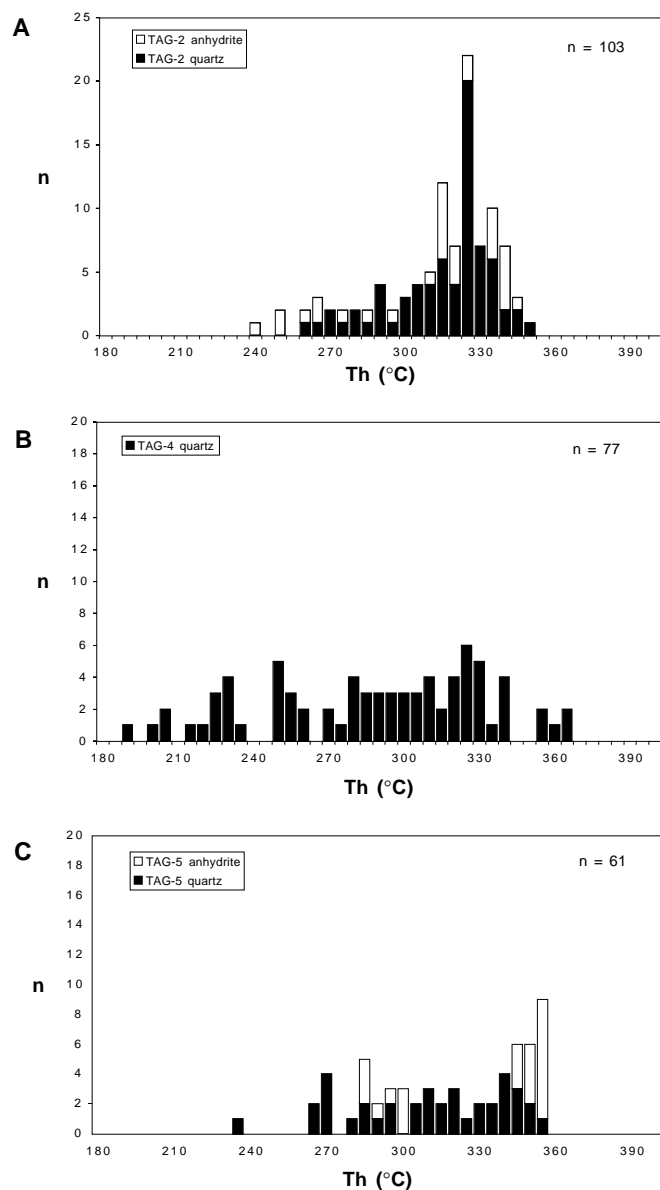 A
TAG-2 anhydrite
TAG-2 quartz
n = 103
25
20
15
10
5
0
n
180 210 240 270 300 330 360 390
Th (°C)
B
TAG-4 quartz
n = 77
20
18
16
14
12
10
8
6
4
2
0
n
180 210 240 270 300 330 360 390
Th (°C)
C
TAG-5 anhydrite
TAG-5 quartz
n = 61
20
18
16
14
12
10
8
6
4
2
0
n
180 210 240 270 300 330 360 390
Th (°C)